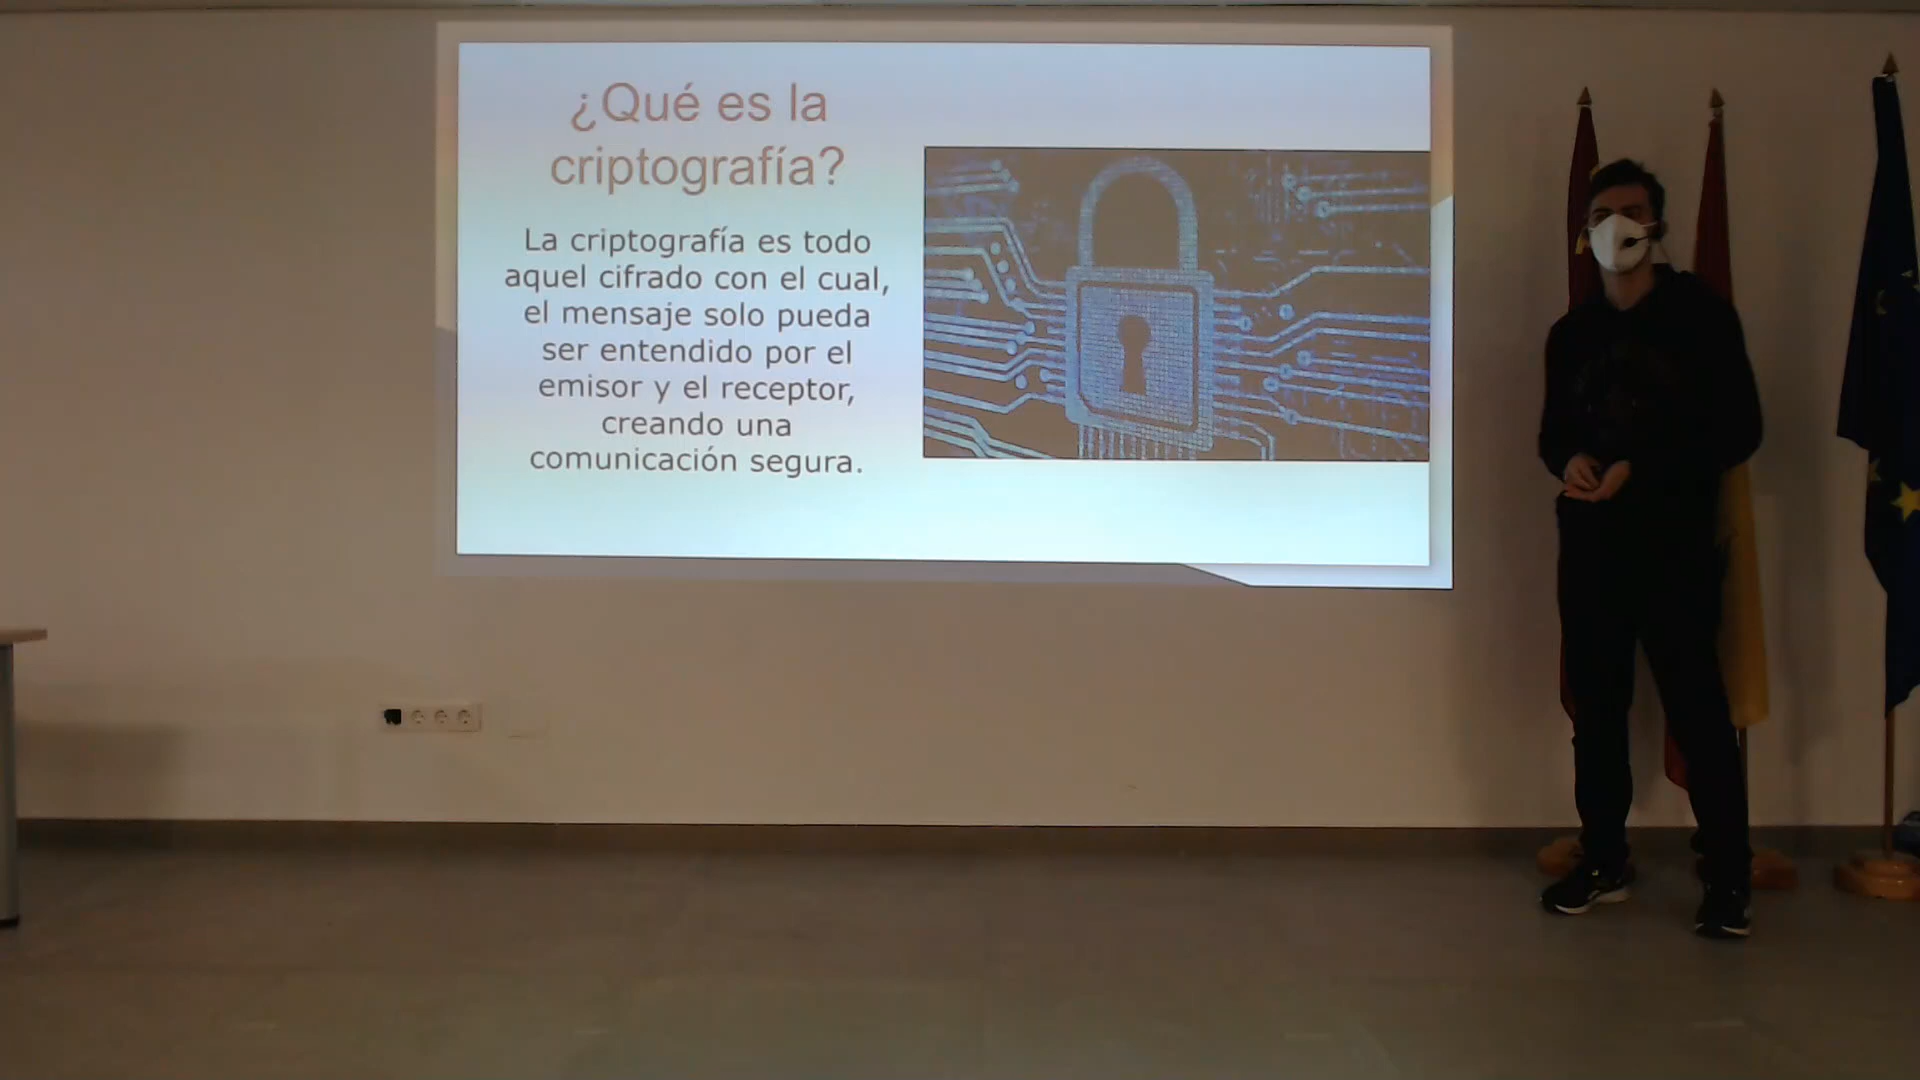 ¿Qué es la
criptografía?
La criptografía es todo
aquel cifrado con el cual,
el mensaje solo pueda
ser entendido por el
emisor y el receptor,
creando una
comunicación segura.